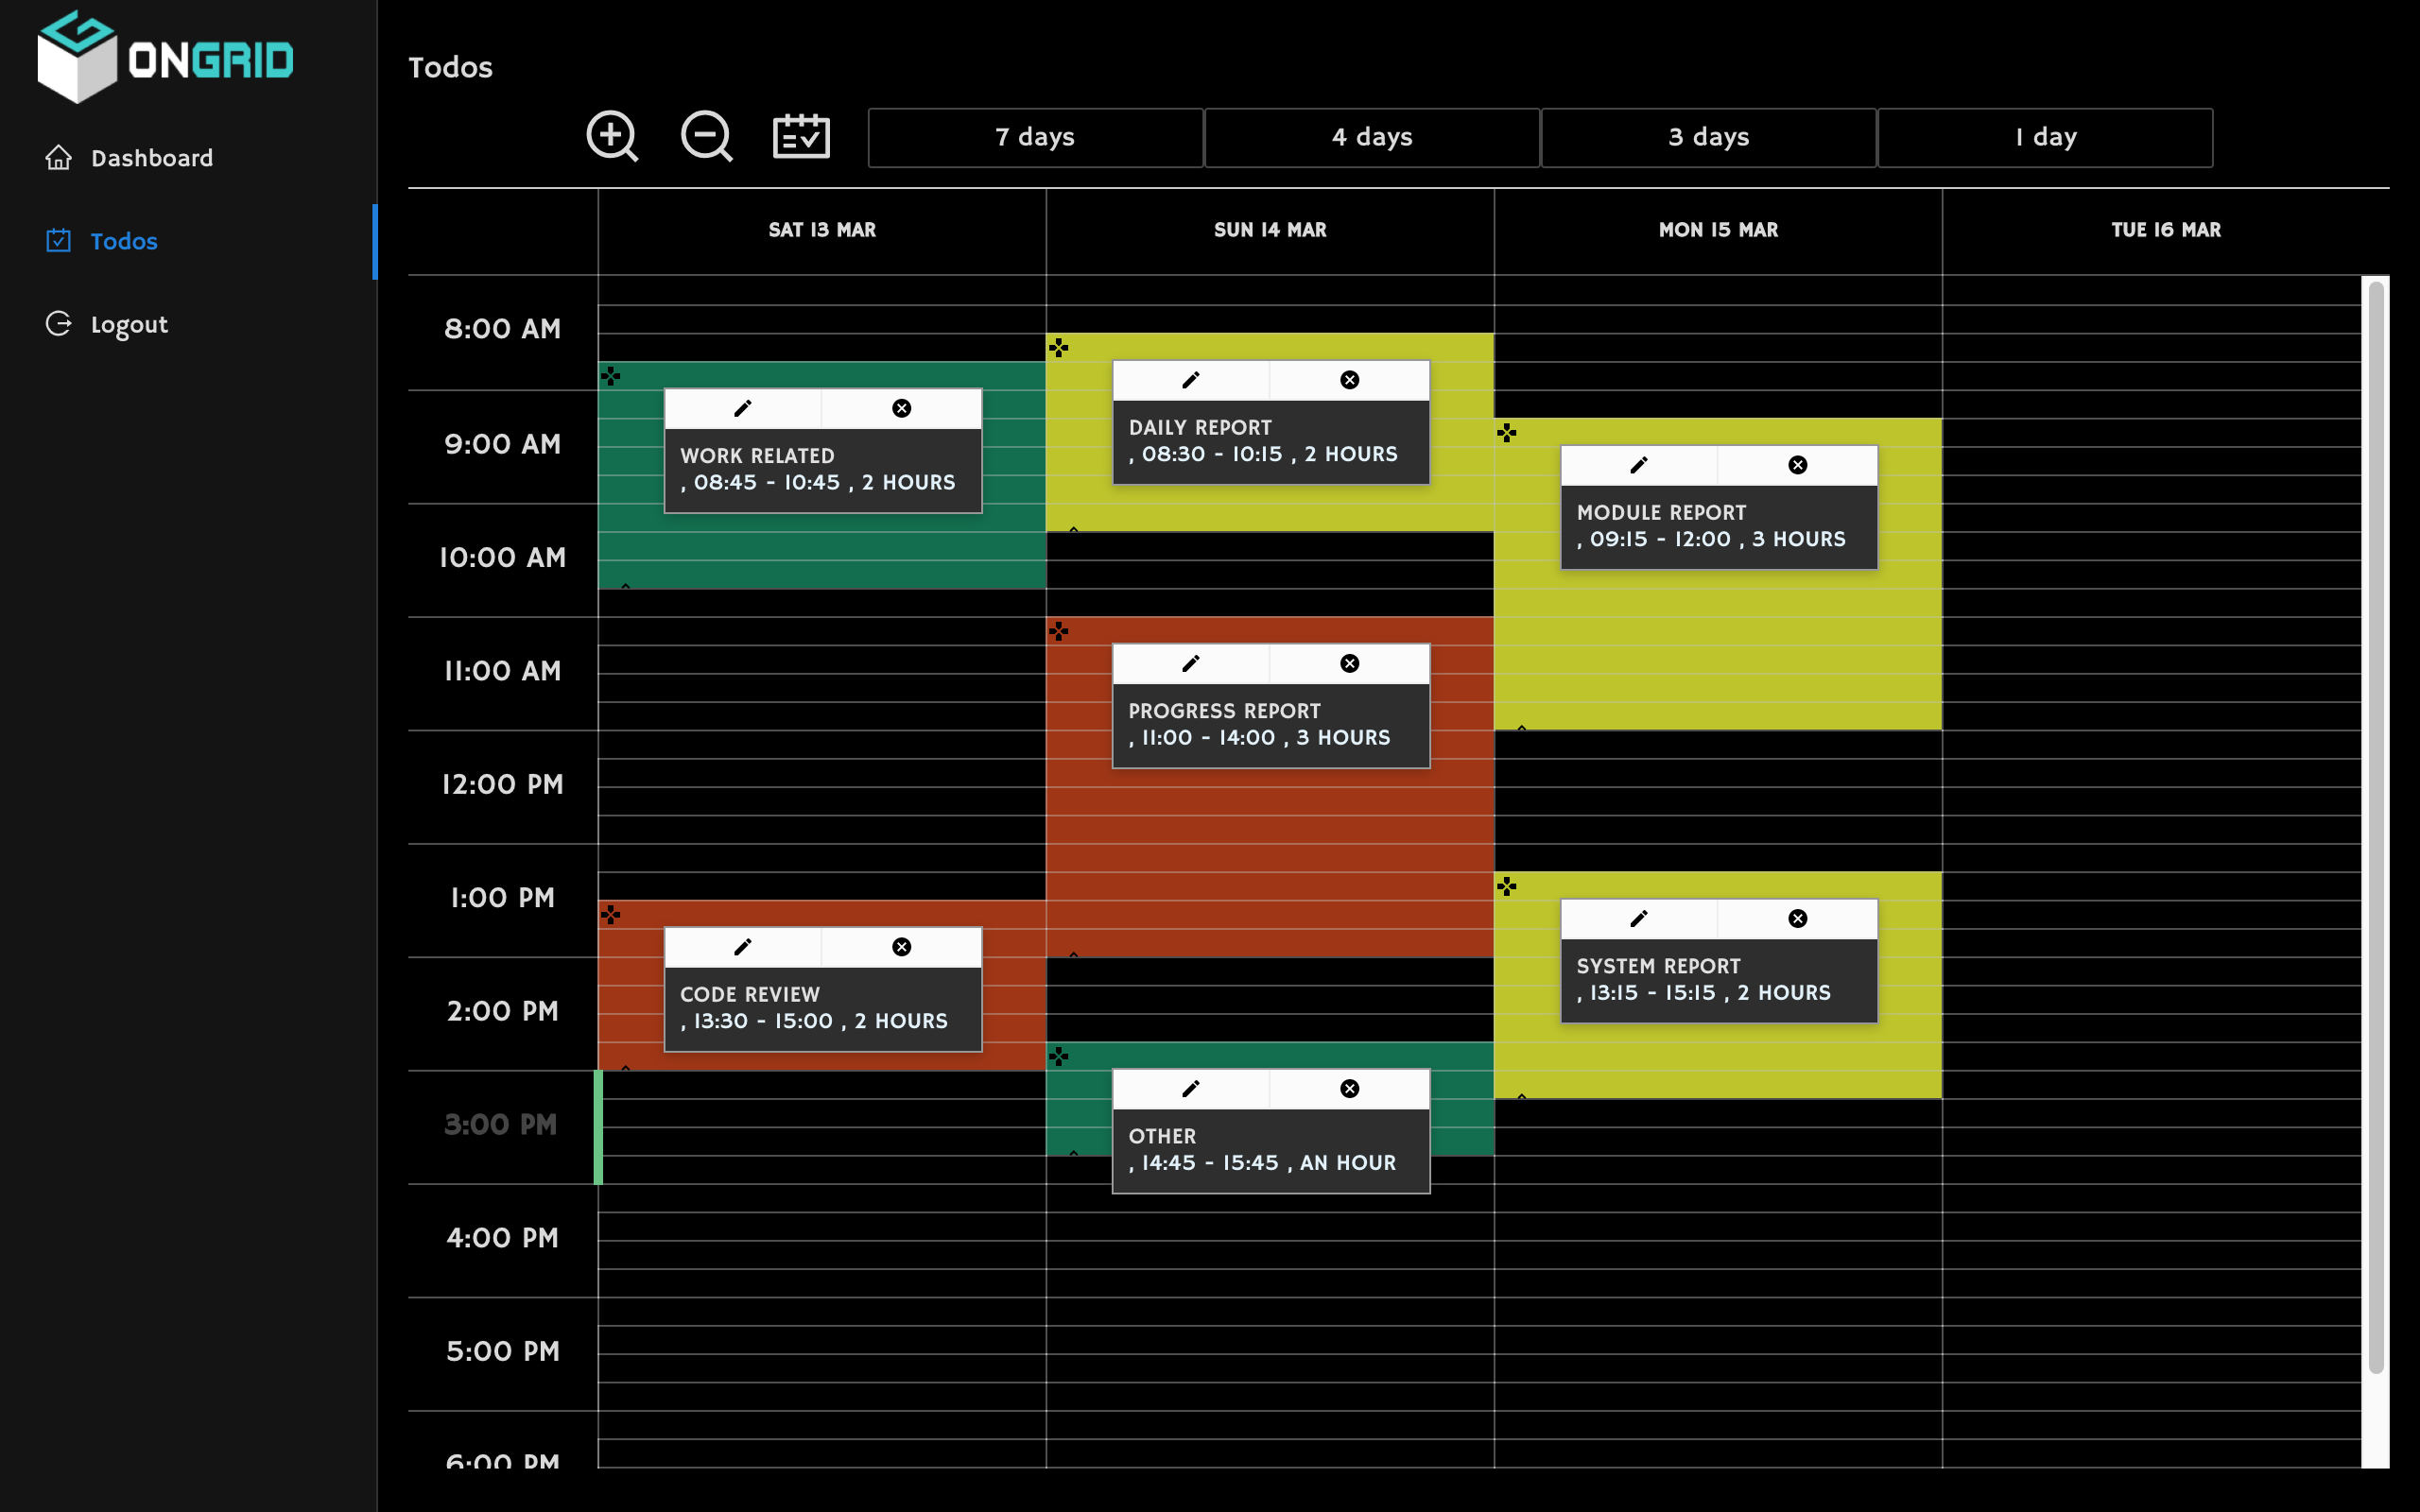 ONGRID
Dashboard
Todos
Logout
Todos
7 days
4 days
3 days
1 day
SAT 13 MAR
SUN 14 MAR
MON 15 MAR
TUE 16 MAR
8:00 AM
9:00 AM
10:00 AM
11:00 AM
12:00 PM
1:00 PM
2:00 PM
3:00 PM
4:00 PM
5:00 PM
6:00 PM
WORK RELATED
, 08:45 - 10:45 , 2 HOURS
CODE REVIEW
, 13:30 - 15:00 , 2 HOURS
DAILY REPORT
, 08:30 - 10:15 , 2 HOURS
PROGRESS REPORT
, 11:00 - 14:00 , 3 HOURS
OTHER
, 14:45 - 15:45 , AN HOUR
MODULE REPORT
, 09:15 - 12:00 , 3 HOURS
SYSTEM REPORT
, 13:15 - 15:15 , 2 HOURS